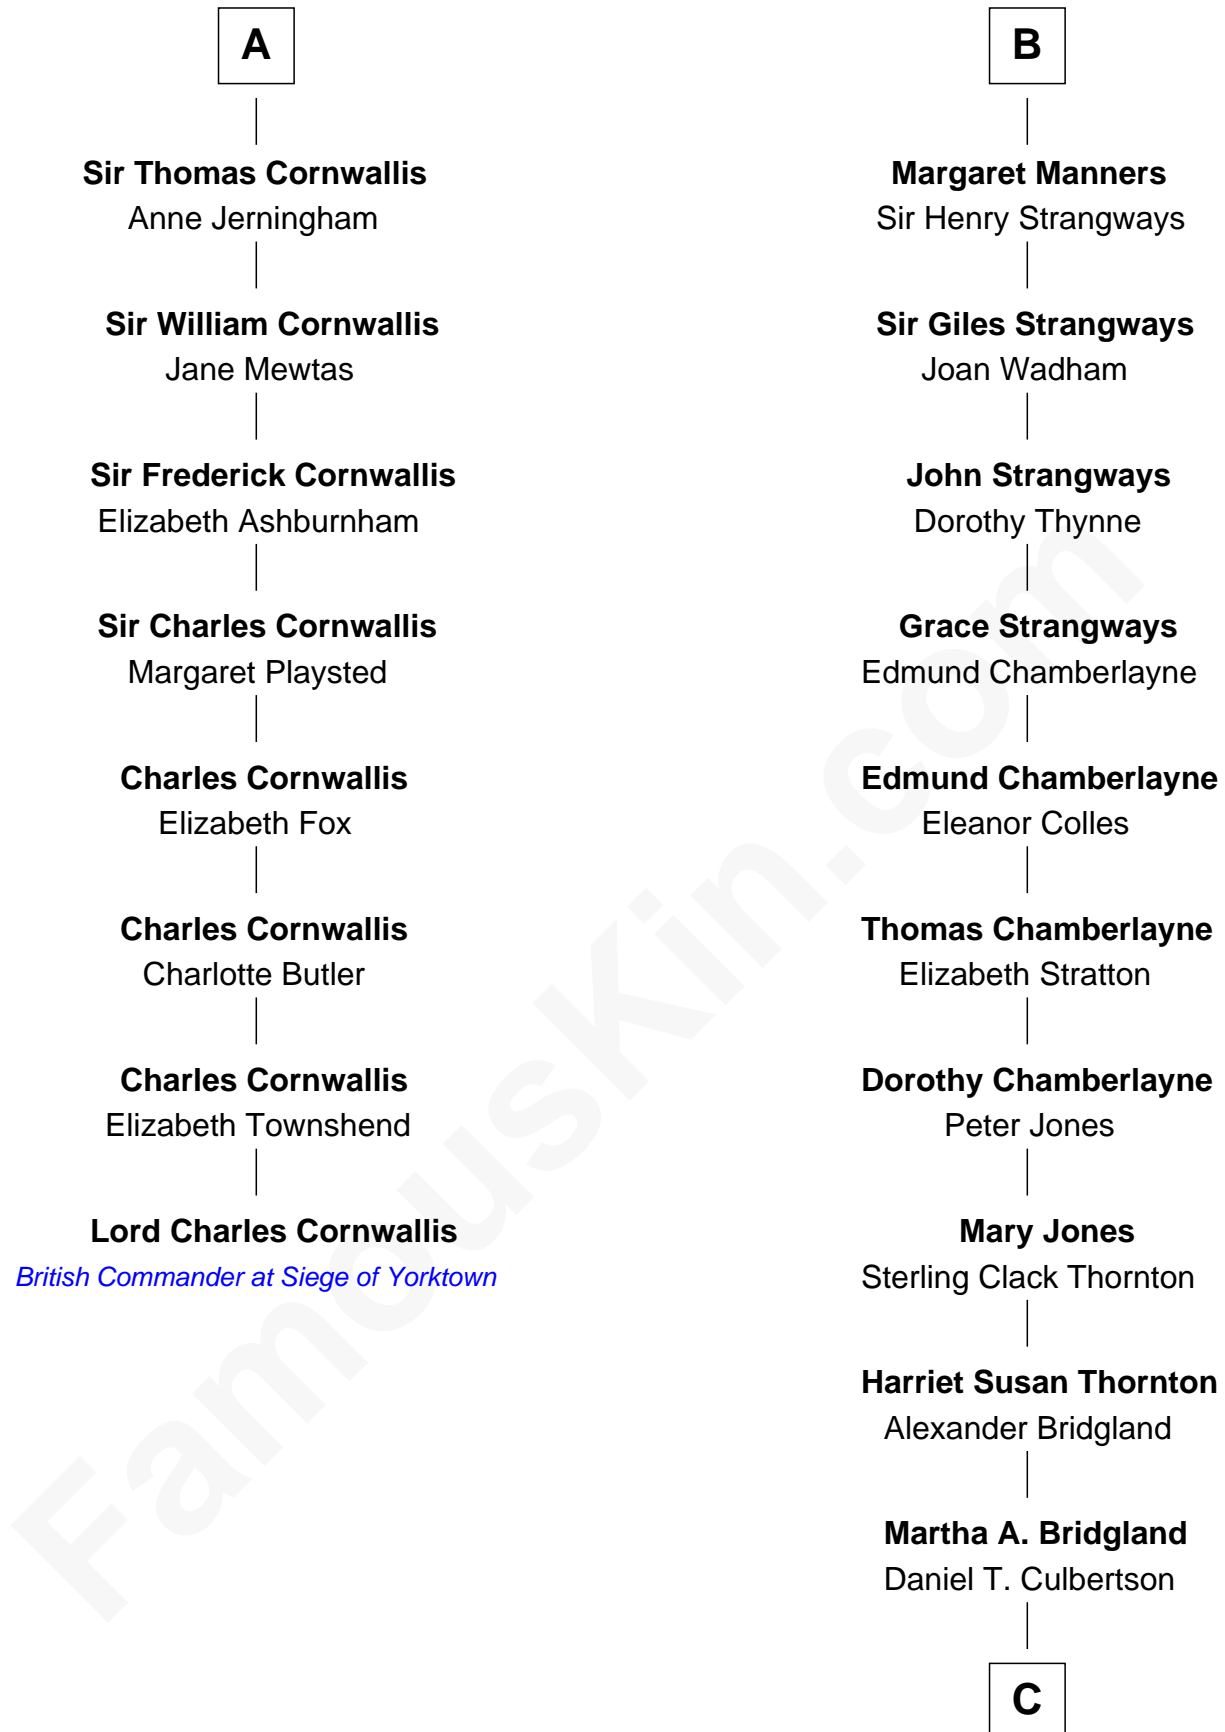 A
Sir Thomas Cornwallis
Anne Jerningham
Sir William Cornwallis
Jane Mewtas
Sir Frederick Cornwallis
Elizabeth Ashburnham
Sir Charles Cornwallis
Margaret Playsted
Charles Cornwallis
Elizabeth Fox
Charles Cornwallis
Charlotte Butler
Charles Cornwallis
Elizabeth Townshend
Lord Charles Cornwallis
British Commander at Siege of Yorktown
B
Margaret Manners
Sir Henry Strangways
Sir Giles Strangways
Joan Wadham
John Strangways
Dorothy Thynne
Grace Strangways
Edmund Chamberlayne
Edmund Chamberlayne
Eleanor Colles
Thomas Chamberlayne
Elizabeth Stratton
Dorothy Chamberlayne
Peter Jones
Mary Jones
Sterling Clack Thornton
Harriet Susan Thornton
Alexander Bridgland
Martha A. Bridgland
Daniel T. Culbertson
C
FamousKin.com